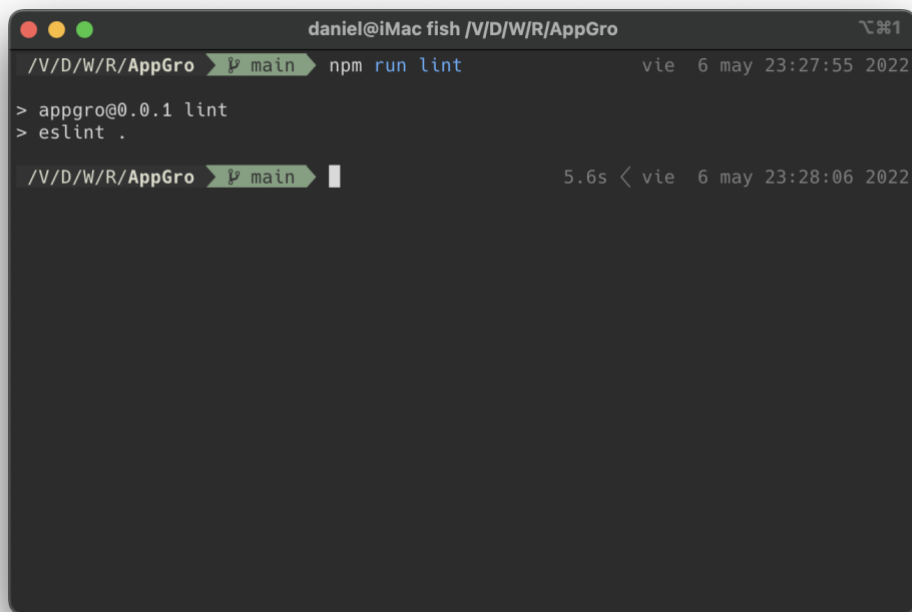 daniel@iMac fish /V/D/W/R/AppGro ⌥⌘1
/V/D/W/R/AppGro main npm run lint vie 6 may 23:27:55 2022
> appgro@0.0.1 lint
> eslint .
/V/D/W/R/AppGro main 5.6s < vie 6 may 23:28:06 2022